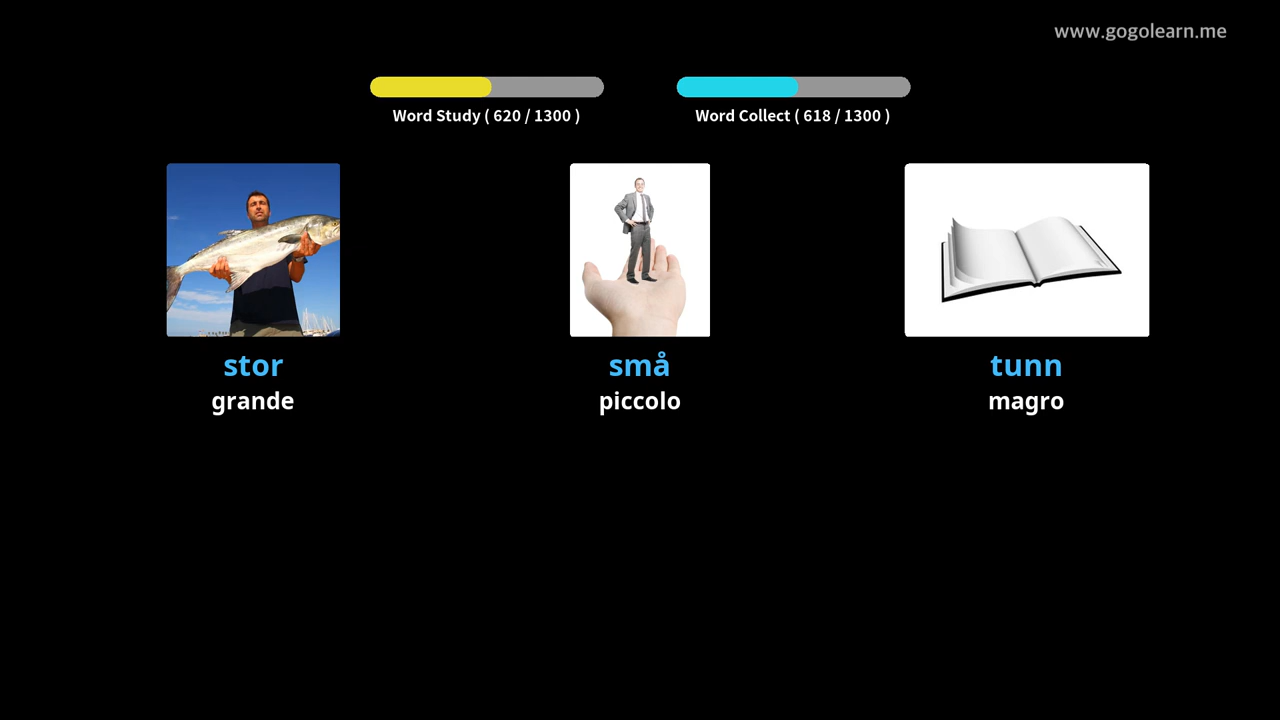 www.gogolearn.me
Word Study ( 620 / 1300 )
Word Collect ( 618 / 1300 )
stor
grande
små
piccolo
tunn
magro